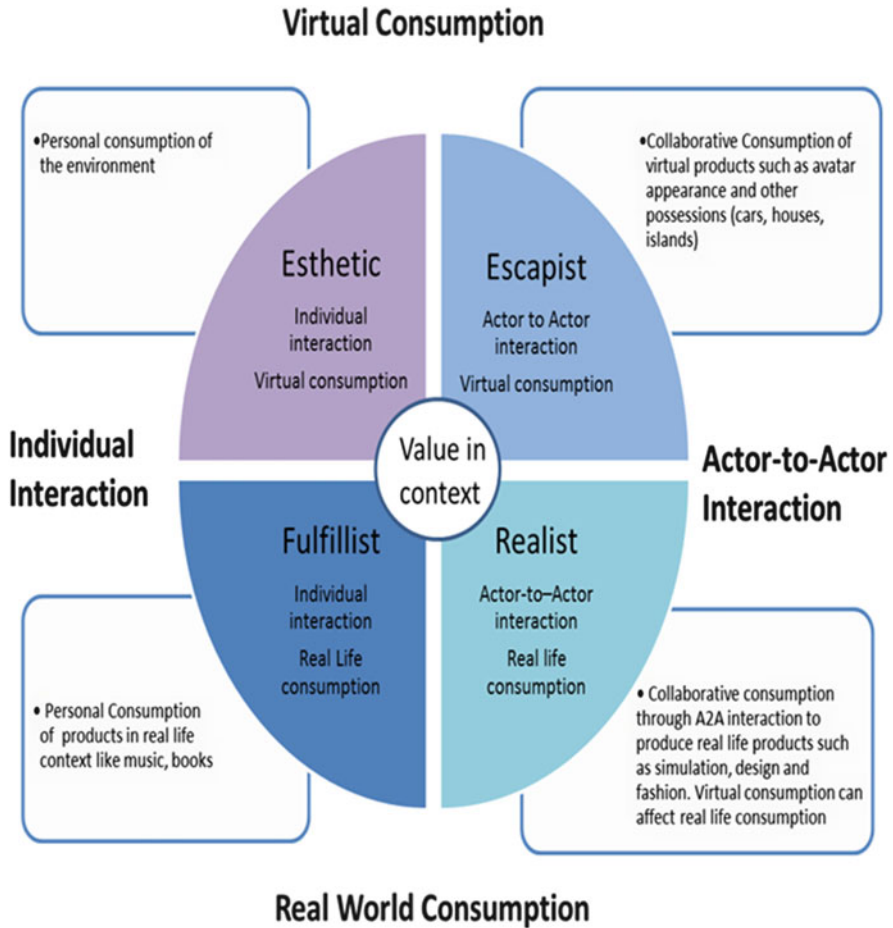 Virtual Consumption
•Personal consumption of
the environment
•Collaborative Consumption of
virtual products such as avatar
appearance and other
possessions (cars, houses,
islands)
Esthetic
Individual
interaction
Virtual consumption
Escapist
Actor to Actor
interaction
Virtual consumption
Individual
Interaction
Value in
context
Actor-to-Actor
Interaction
Fulfillist
Individual
interaction
Real Life
consumption
Realist
Actor-to–Actor
interaction
Real life
consumption
• Personal Consumption
of products in real life
context like music, books
• Collaborative consumption
through A2A interaction to
produce real life products such
as simulation, design and
fashion. Virtual consumption can
affect real life consumption
Real World Consumption